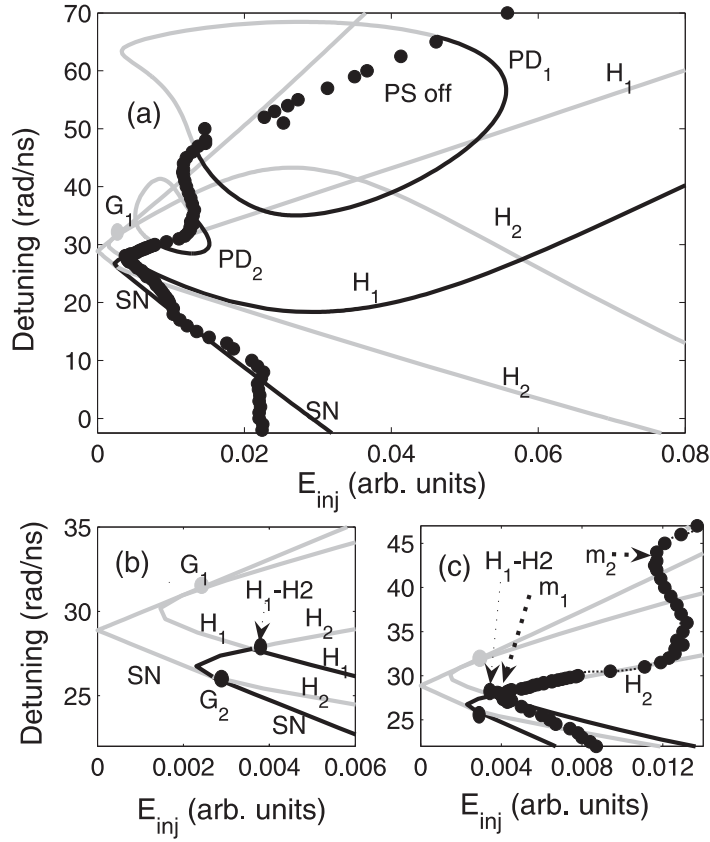 70
60
50
40
30
20
10
0
Detuning (rad/ns)
(a)
PD1
PS off
H1
G1
H2
PD2
H1
SN
H2
SN
0
0.02
0.04
0.06
0.08
Einj (arb. units)
35
30
25
Detuning (rad/ns)
(b)
G1
H1-H2
H1
H2
H1
SN
H2
G2
SN
0
0.002
0.004
0.006
Einj (arb. units)
45
40
35
30
25
(c)
H1-H2
m1
m2
H2
0
0.004
0.008
0.012
Einj (arb. units)